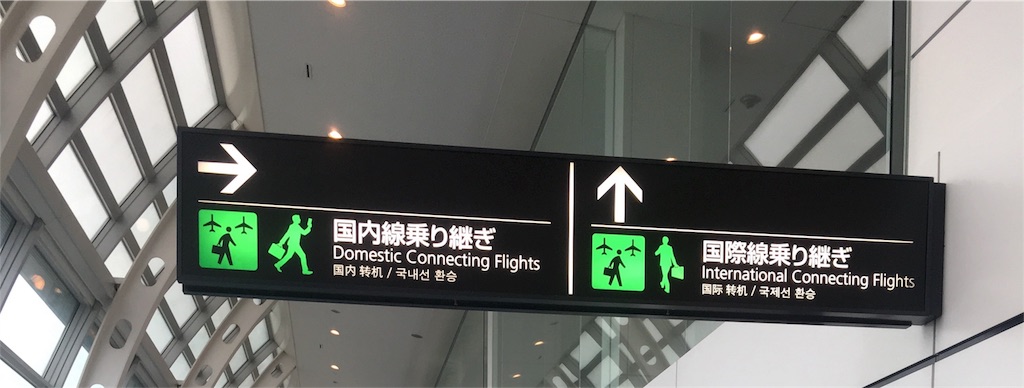 国内線乗り継ぎ
Domestic Connecting Flights
国内 转机 / 국내선 환승
国際線乗り継ぎ
International Connecting Flights
国际 转机 / 국제선 환승